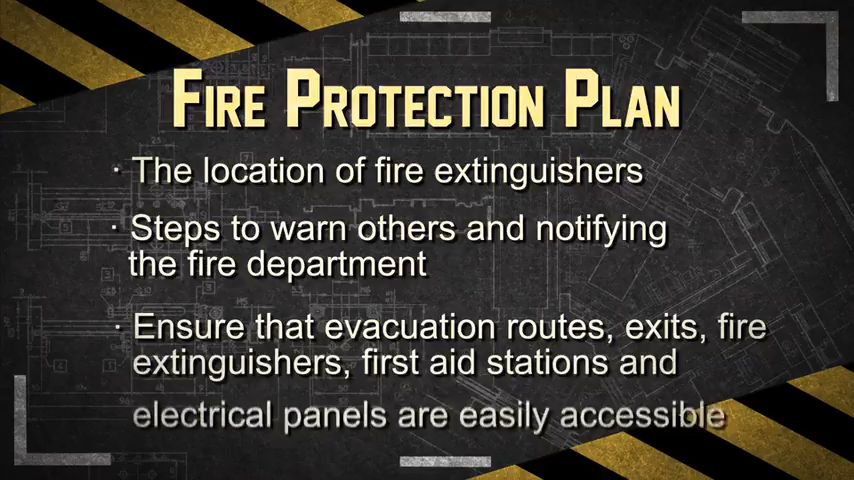 FIRE PROTECTION PLAN
· The location of fire extinguishers
· Steps to warn others and notifying
the fire department
· Ensure that evacuation routes, exits, fire
extinguishers, first aid stations and
electrical panels are easily accessible